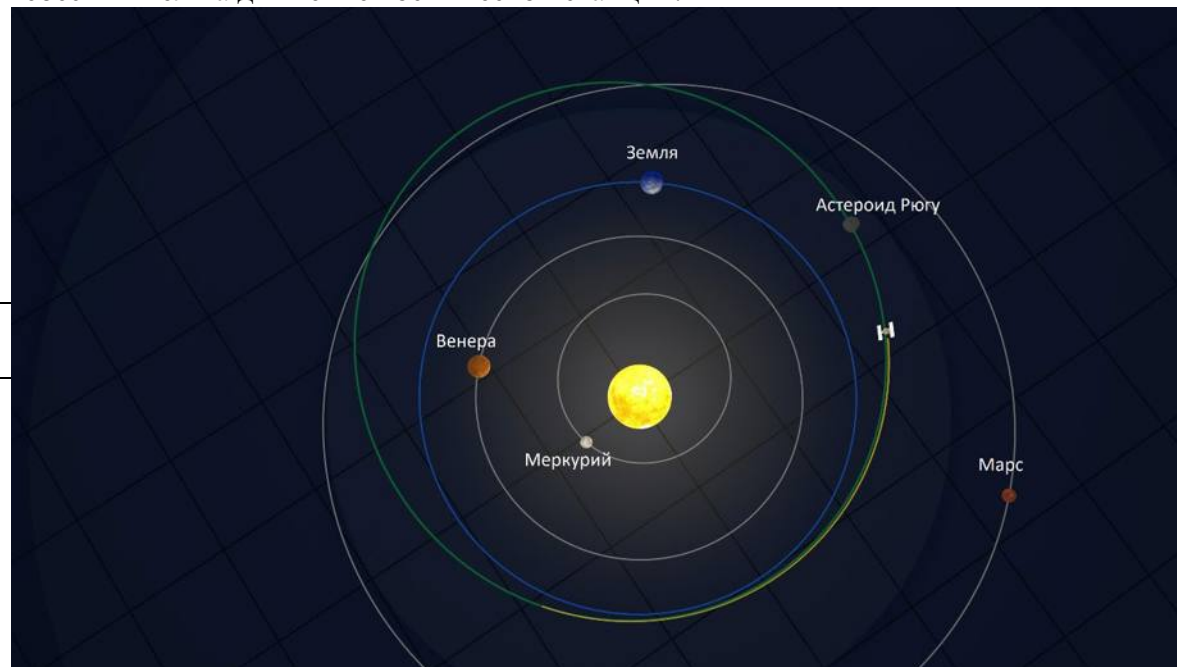 Земля
Астероид Рюгу
Венера
Меркурий
Марс